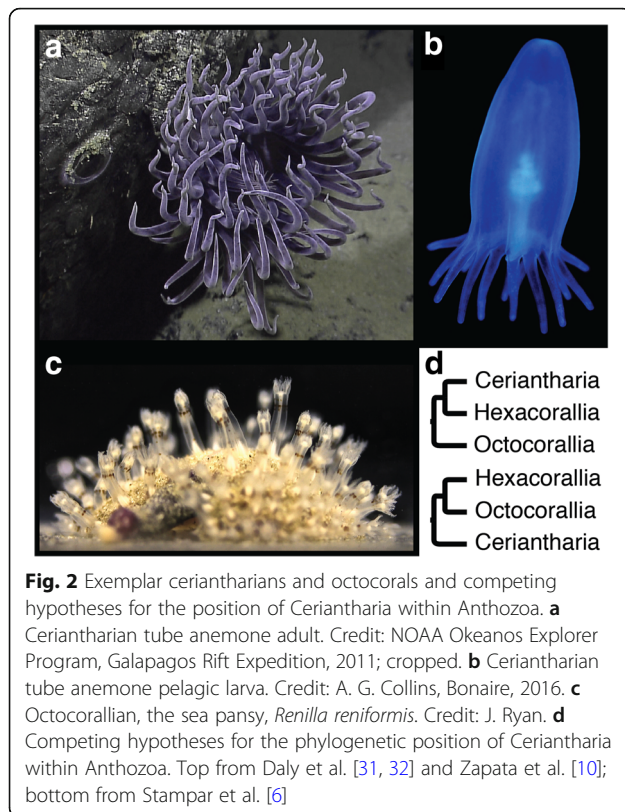 a
b
c
d
Ceriantharia
Hexacorallia
Octocorallia
Hexacorallia
Octocorallia
Ceriantharia
Fig. 2 Exemplar ceriantharians and octocorals and competing
hypotheses for the position of Ceriantharia within Anthozoa. a
Ceriantharian tube anemone adult. Credit: NOAA Okeanos Explorer
Program, Galapagos Rift Expedition, 2011; cropped. b Ceriantharian
tube anemone pelagic larva. Credit: A. G. Collins, Bonaire, 2016. c
Octocorallian, the sea pansy, Renilla reniformis. Credit: J. Ryan. d
Competing hypotheses for the phylogenetic position of Ceriantharia
within Anthozoa. Top from Daly et al. [31, 32] and Zapata et al. [10];
bottom from Stampar et al. [6]